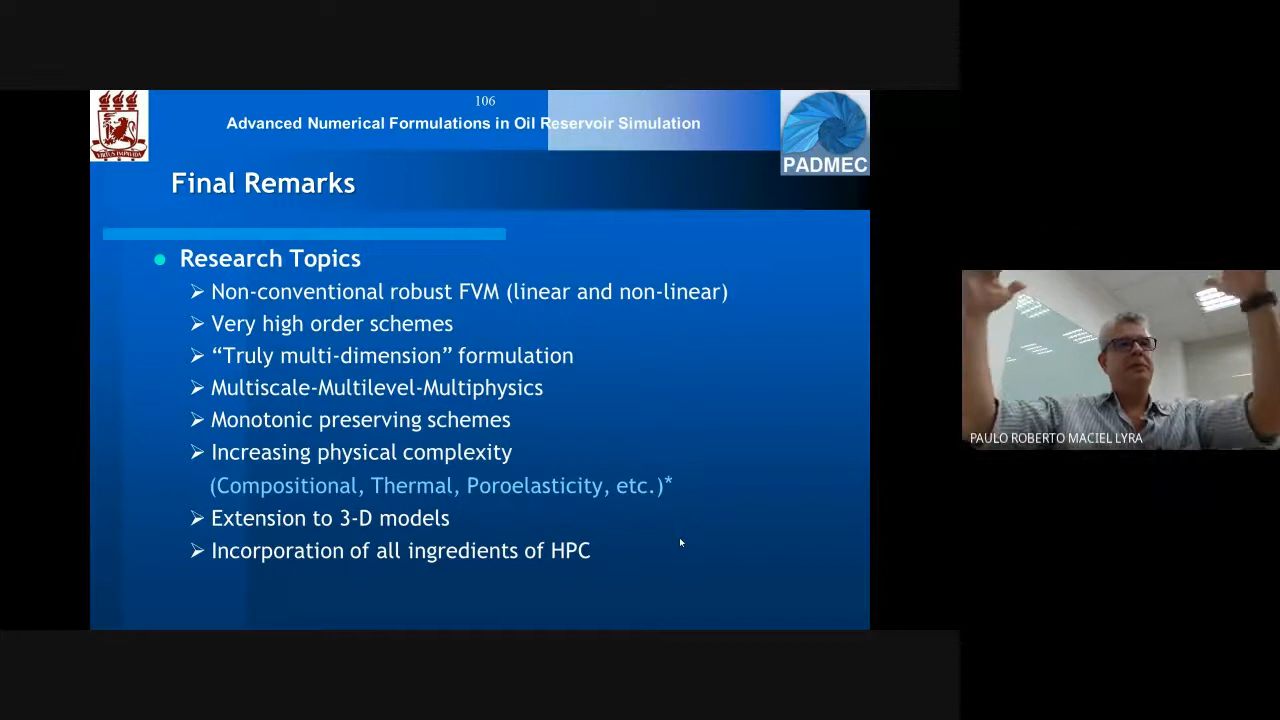 106
Advanced Numerical Formulations in Oil Reservoir Simulation
VIRTUS IMPAVIDA
PADMEC
Final Remarks
Research Topics
Non-conventional robust FVM (linear and non-linear)
Very high order schemes
“Truly multi-dimension” formulation
Multiscale-Multilevel-Multiphysics
Monotonic preserving schemes
Increasing physical complexity
(Compositional, Thermal, Poroelasticity, etc.)*
Extension to 3-D models
Incorporation of all ingredients of HPC
PAULO ROBERTO MACIEL LYRA